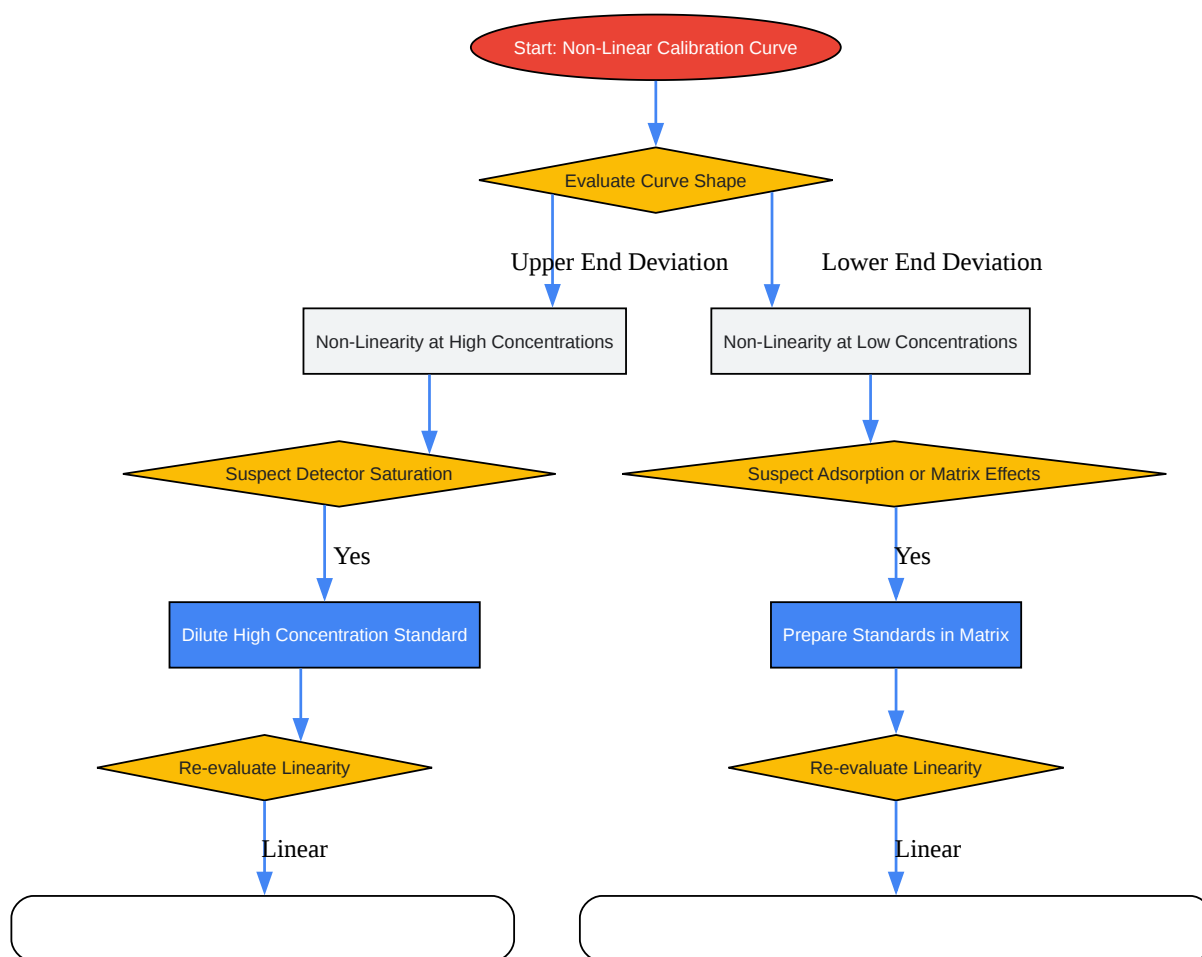 Start: Non-Linear Calibration Curve
Evaluate Curve Shape
Upper End Deviation
Lower End Deviation
Non-Linearity at High Concentrations
Non-Linearity at Low Concentrations
Suspect Detector Saturation
Suspect Adsorption or Matrix Effects
Yes
Yes
Dilute High Concentration Standard
Prepare Standards in Matrix
Re-evaluate Linearity
Re-evaluate Linearity
Linear
Linear